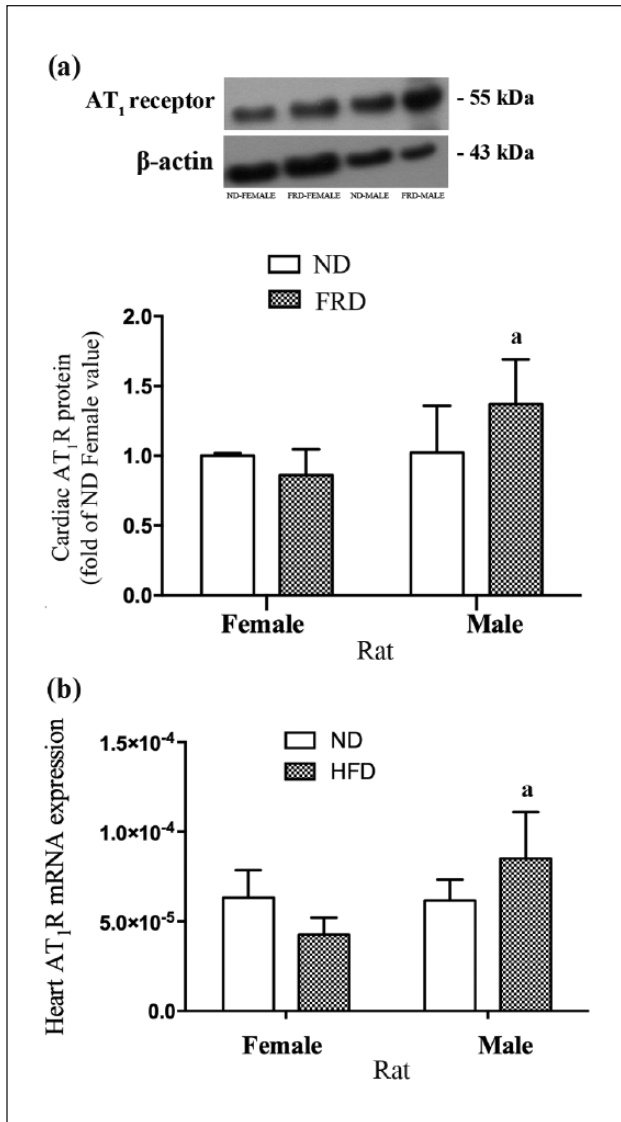 (a)
AT₁ receptor
- 55 kDa
β-actin
- 43 kDa
ND-FEMALE FRD-FEMALE ND-MALE FRD-MALE
ND
FRD
Cardiac AT₁R protein
(fold of ND Female value)
2.0
1.5
1.0
0.5
0.0
a
Female Male
Rat
(b)
ND
HFD
Heart AT₁R mRNA expression
1.5×10⁻⁴
1.0×10⁻⁴
5.0×10⁻⁵
0.0
a
Female Male
Rat